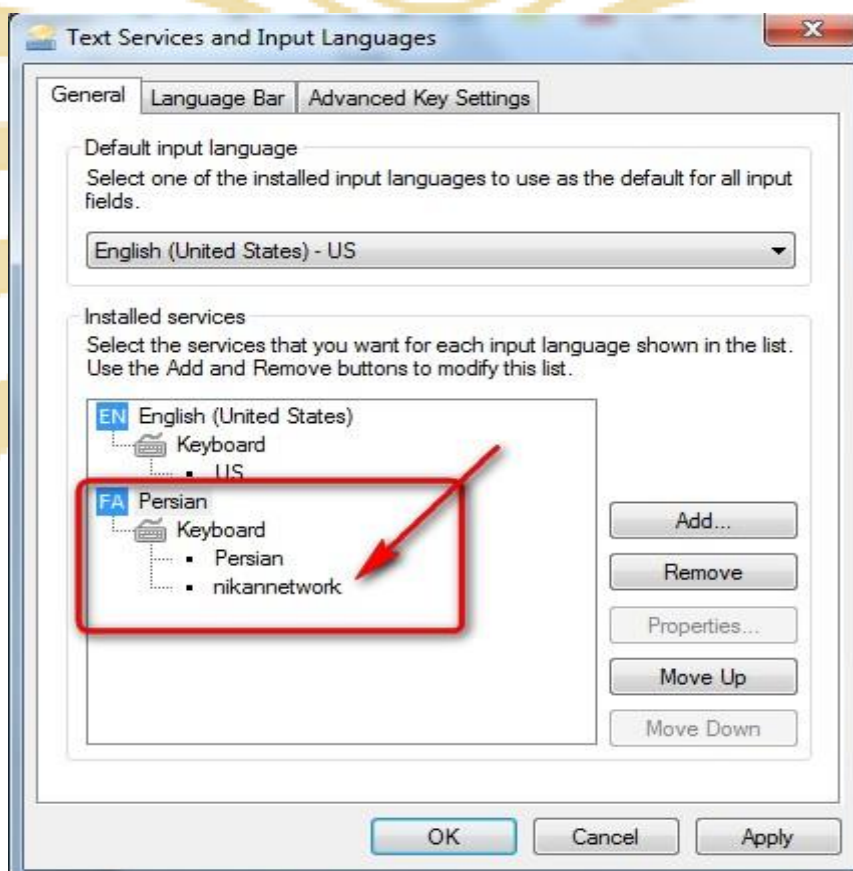 Text Services and Input Languages
General
Language Bar
Advanced Key Settings
Default input language
Select one of the installed input languages to use as the default for all input
fields.
English (United States) - US
Installed services
Select the services that you want for each input language shown in the list.
Use the Add and Remove buttons to modify this list.
EN English (United States)
Keyboard
US
FA Persian
Keyboard
Persian
nikannetwork
Add...
Remove
Properties...
Move Up
Move Down
OK
Cancel
Apply